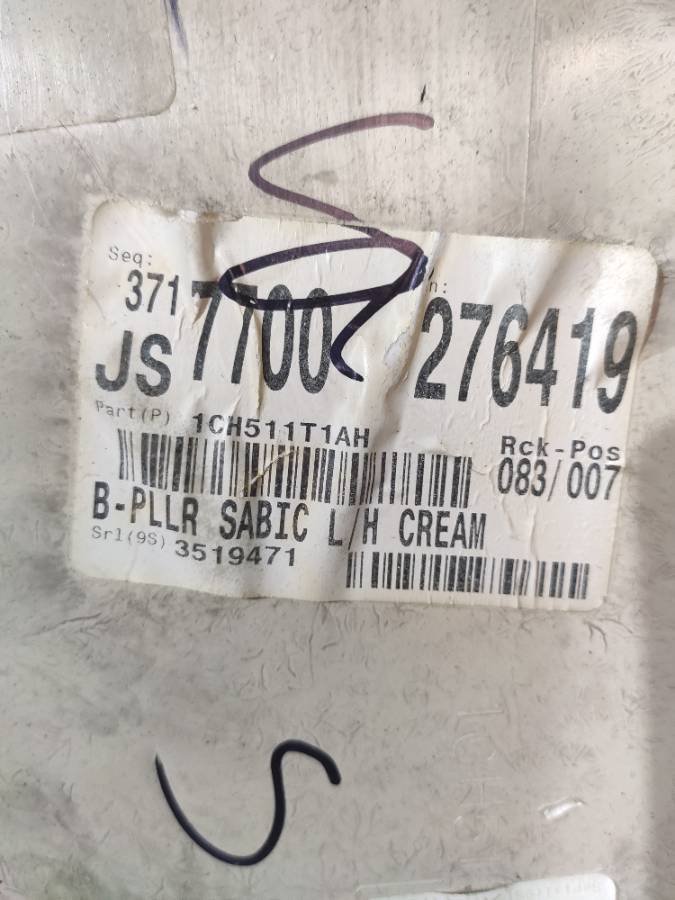 Seq:
371 7700 276419
JS
Part(P) 1CH511T1AH
Rck-Pos
083/007
B-PLLR SABIC L/H CREAM
Srl(9S) 3519471